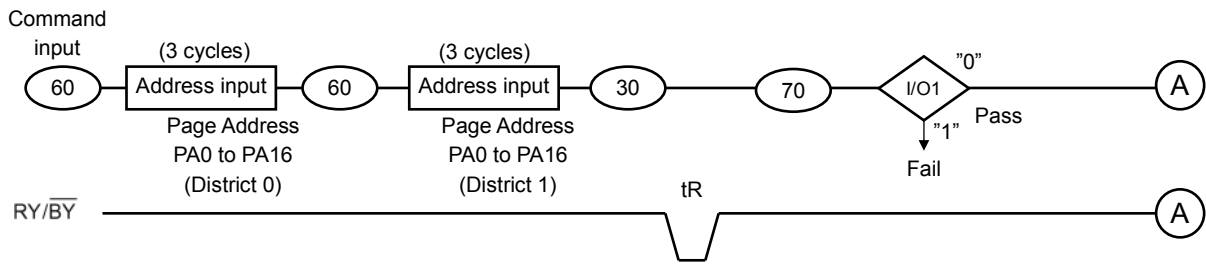 Command
input
(3 cycles)
(3 cycles)
60
Address input
60
Address input
30
70
I/O1
"0"
A
Page Address
PA0 to PA16
(District 0)
Page Address
PA0 to PA16
(District 1)
"1"
Pass
Fail
tR
RY/BY
A